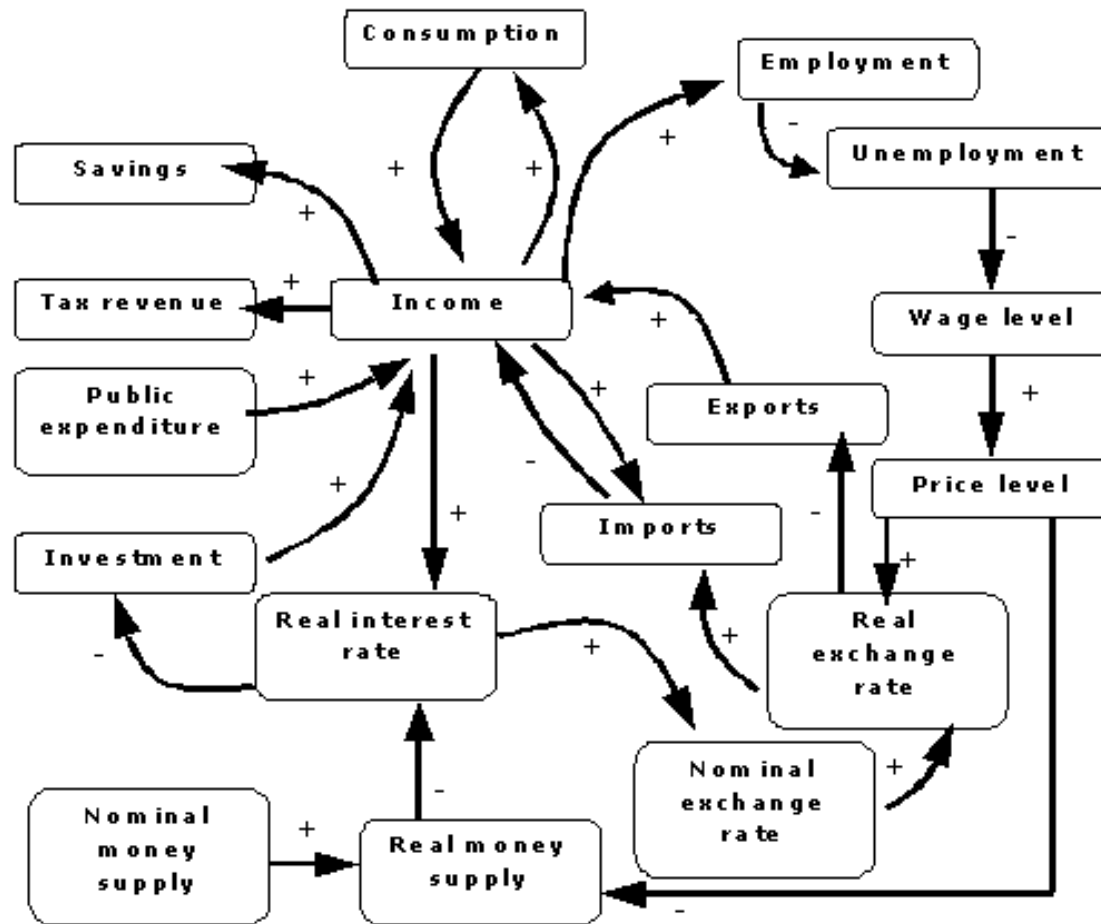 Consumption
Employment
+
-
+
+
Savings
Unemployment
+
-
Tax revenue
+
Income
+
Wage level
Public
expenditure
+
+
Exports
+
-
+
Price level
Investment
+
Imports
-
+
-
Real interest
rate
+
+
Real
exchange
rate
-
Nominal
money
supply
+
Real money
supply
Nominal
exchange
rate
+
-